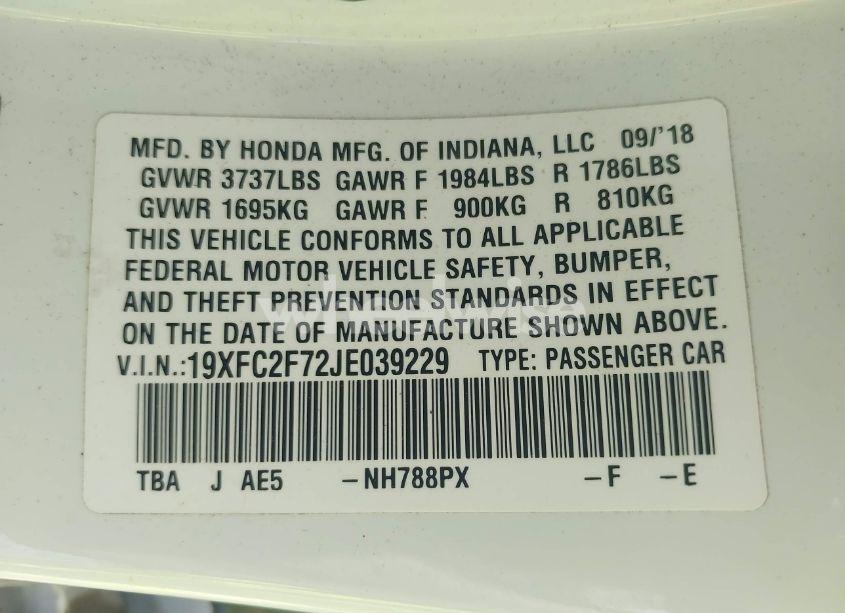 MFD. BY HONDA MFG. OF INDIANA, LLC 09/'18
GVWR 3737LBS GAWR F 1984LBS R 1786LBS
GVWR 1695KG GAWR F 900KG R 810KG
THIS VEHICLE CONFORMS TO ALL APPLICABLE
FEDERAL MOTOR VEHICLE SAFETY, BUMPER,
AND THEFT PREVENTION STANDARDS IN EFFECT
ON THE DATE OF MANUFACTURE SHOWN ABOVE.
V.I.N.:19XFC2F72JE039229 TYPE: PASSENGER CAR
TBA J AE5 -NH788PX -F -E